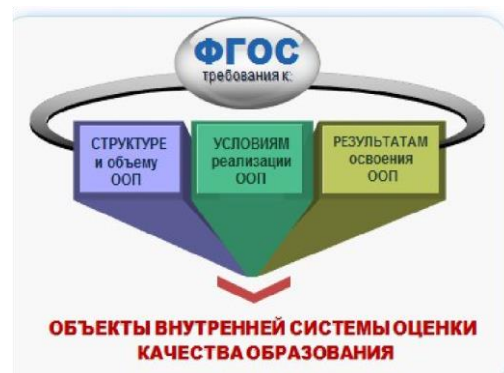 ФГОС
требования к:
СТРУКТУРЕ
и объему
ООП
УСЛОВИЯМ
реализации
ООП
РЕЗУЛЬТАТАМ
освоения
ООП
ОБЪЕКТЫ ВНУТРЕННЕЙ СИСТЕМЫ ОЦЕНКИ
КАЧЕСТВА ОБРАЗОВАНИЯ